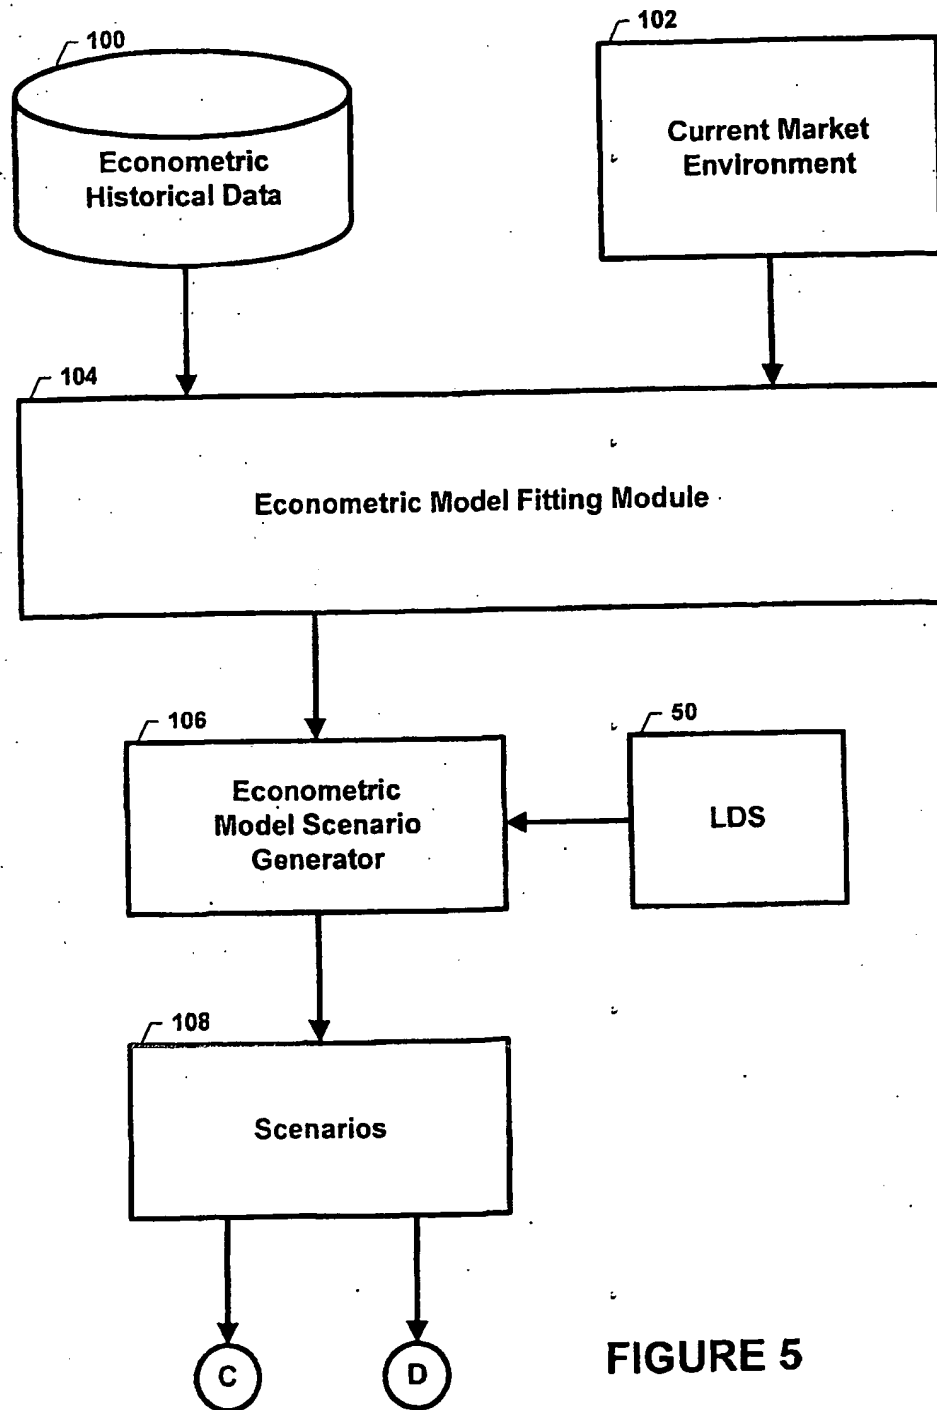 100
102
Econometric
Historical Data
Current Market
Environment
104
Econometric Model Fitting Module
106
50
Econometric
Model Scenario
Generator
LDS
108
Scenarios
C
D
FIGURE 5